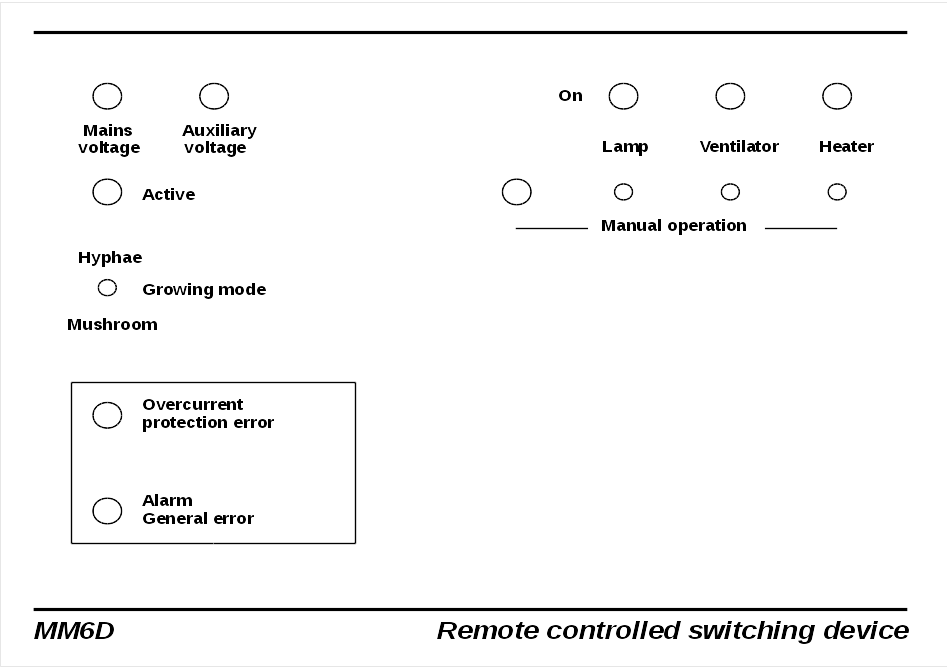 On
Mains
voltage
Auxiliary
voltage
Lamp
Ventilator
Heater
Active
Manual operation
Hyphae
Growing mode
Mushroom
Overcurrent
protection error
Alarm
General error
MM6D
Remote controlled switching device